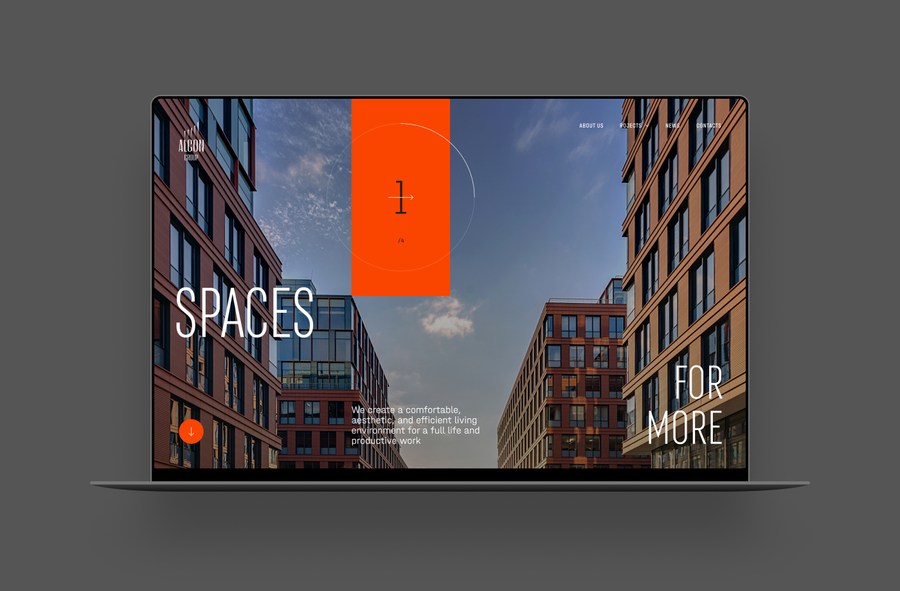 ALCON
GROUP
ABOUT US
PROJECTS
NEWS
CONTACTS
1
/4
SPACES
FOR
MORE
We create a comfortable,
aesthetic, and efficient living
environment for a full life and
productive work